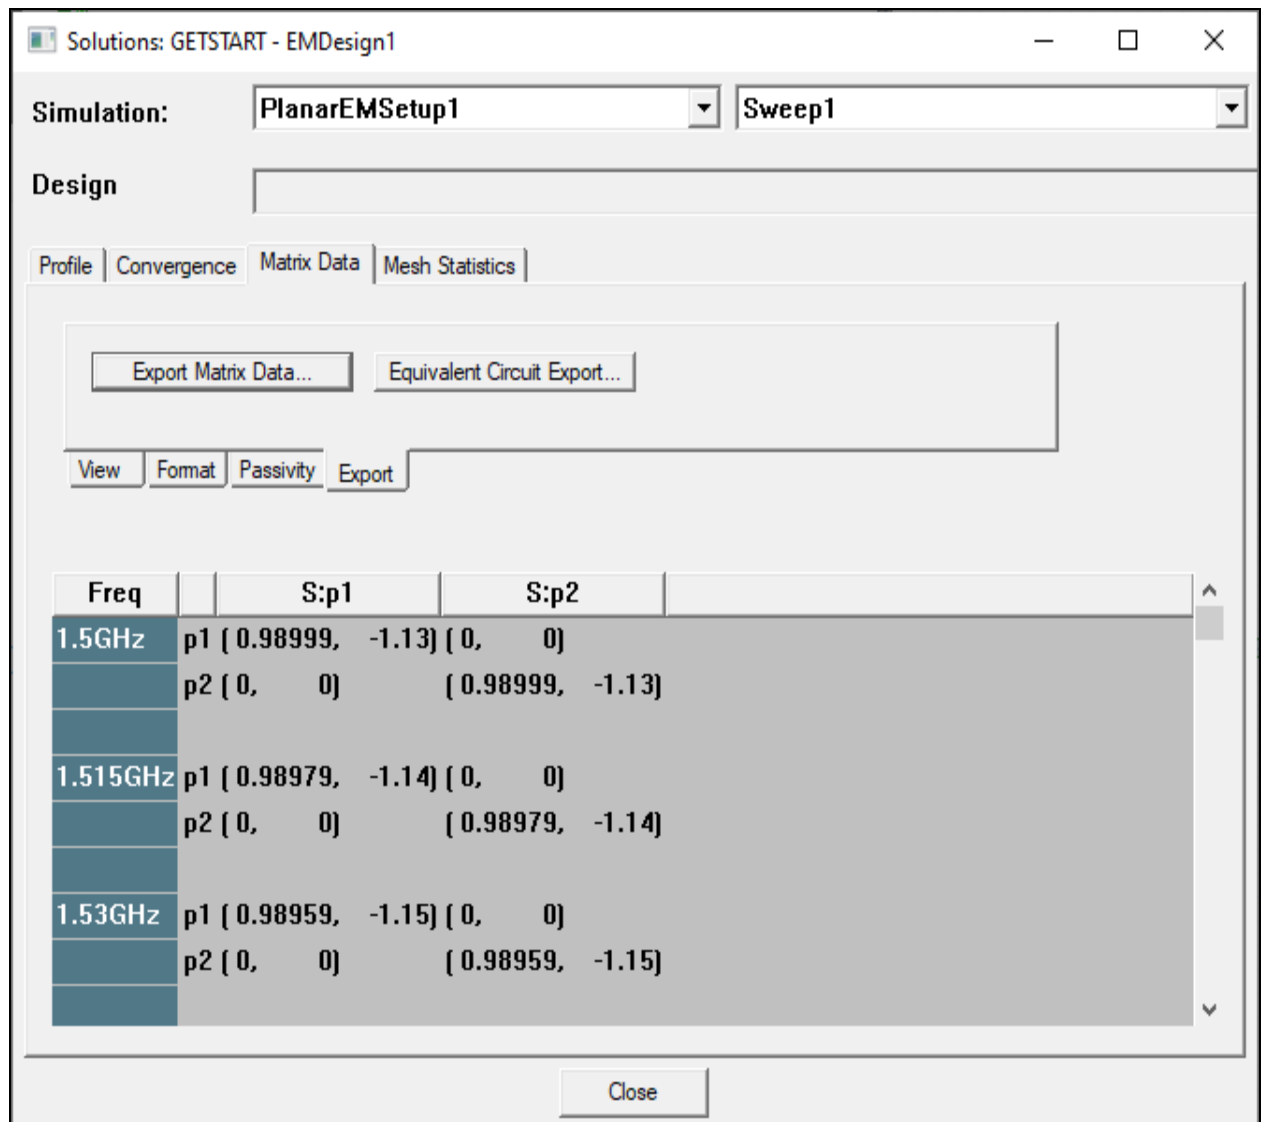 Solutions: GETSTART - EMDesign1
Simulation: PlanarEMSetup1 Sweep1
Design
Profile Convergence Matrix Data Mesh Statistics
Export Matrix Data... Equivalent Circuit Export...
View Format Passivity Export
Freq S:p1 S:p2
1.5GHz p1 ( 0.98999, -1.13) ( 0, 0)
p2 ( 0, 0) ( 0.98999, -1.13)
1.515GHz p1 ( 0.98979, -1.14) ( 0, 0)
p2 ( 0, 0) ( 0.98979, -1.14)
1.53GHz p1 ( 0.98959, -1.15) ( 0, 0)
p2 ( 0, 0) ( 0.98959, -1.15)
Close